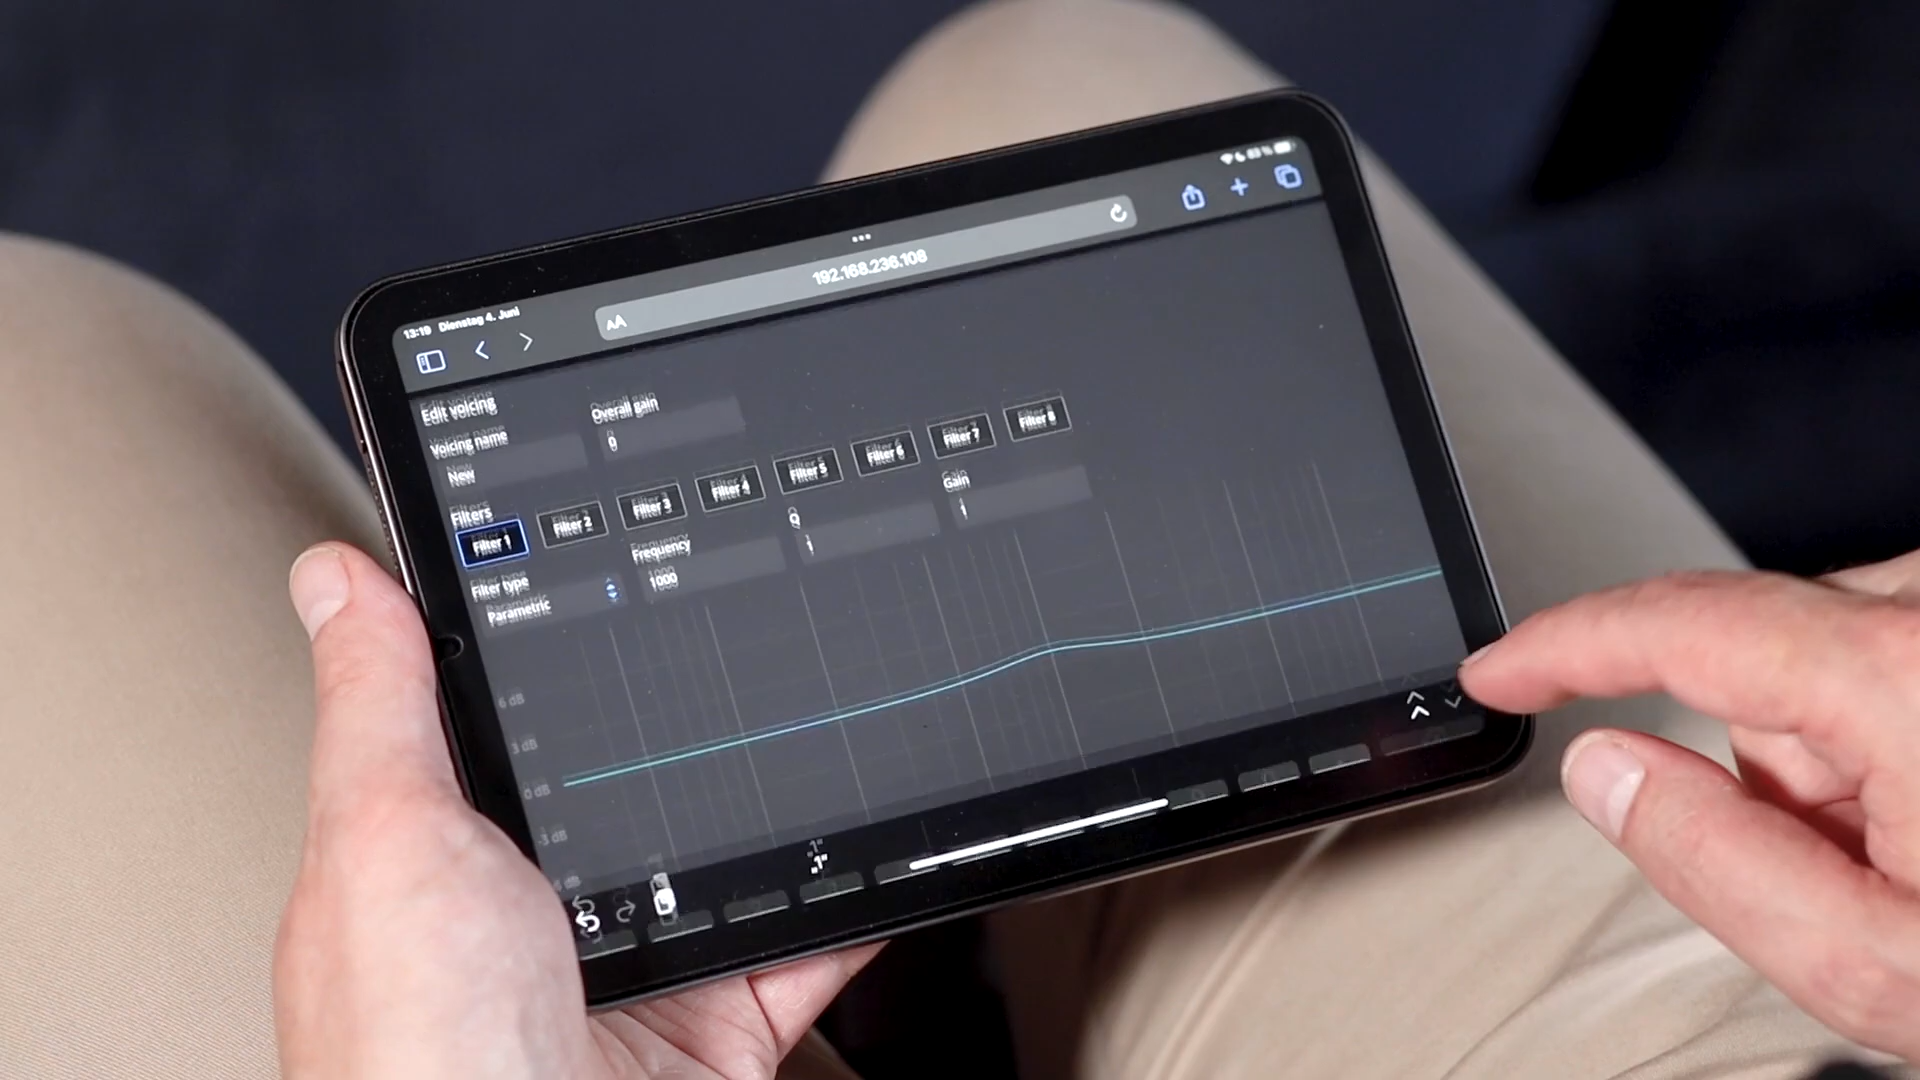 13:19 Dienstag 4. Juni
83 %
AA
192.168.236.108
Edit voicing
Voicing name
Overall gain
New
0
Filters
Filter 1
Filter 2
Filter 3
Filter 4
Filter 5
Filter 6
Filter 7
Filter 8
Filter type
Frequency
Q
Gain
Parametric
1000
1
1
6 dB
3 dB
0 dB
-3 dB
"1"